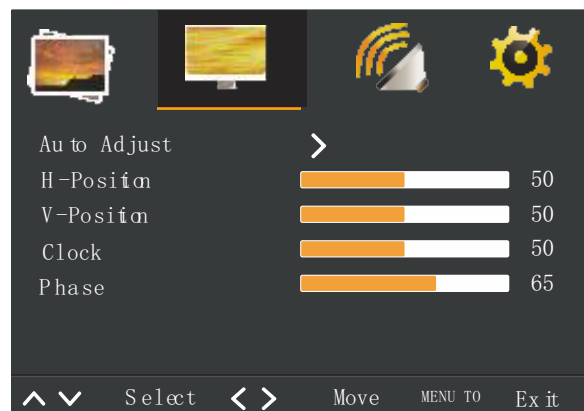 Auto Adjust
H-Position 50
V-Position 50
Clock 50
Phase 65
Select Move MENU TO Exit